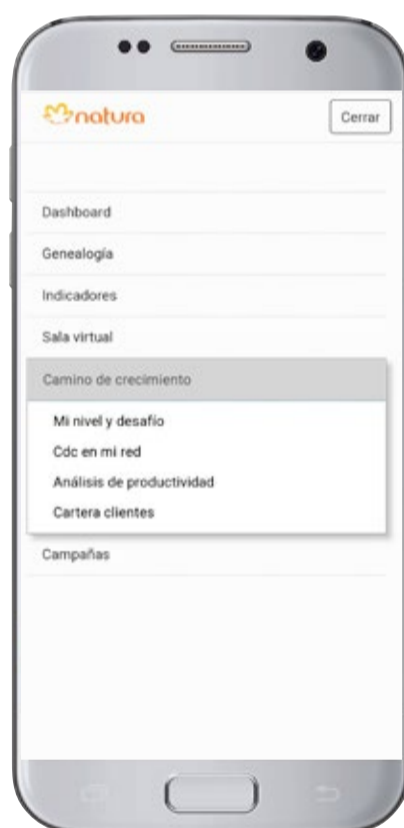 natura
Cerrar
Dashboard
Genealogía
Indicadores
Sala virtual
Camino de crecimiento
Mi nivel y desafío
Cdc en mi red
Análisis de productividad
Cartera clientes
Campañas